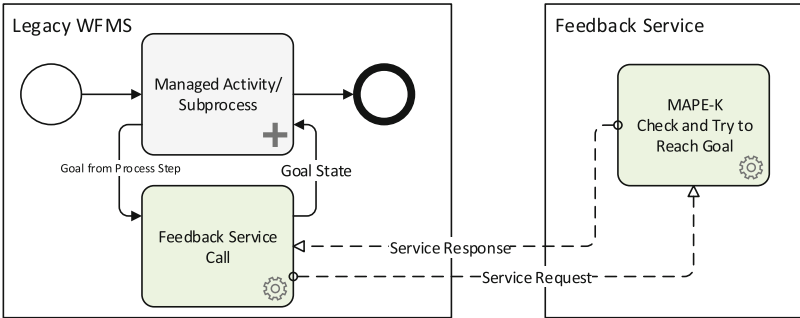 Legacy WFMS
Feedback Service
Managed Activity/
Subprocess
MAPE-K
Check and Try to
Reach Goal
Goal from Process Step
Goal State
Feedback Service
Call
Service Response
Service Request